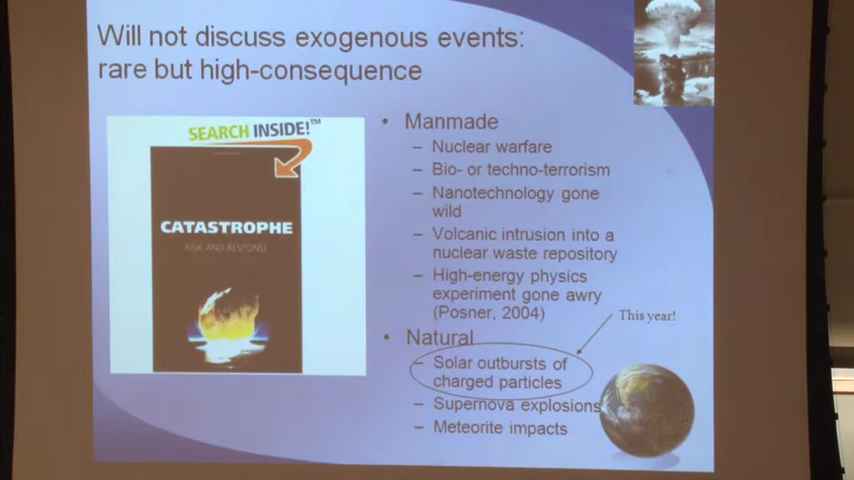 Will not discuss exogenous events:
rare but high-consequence
SEARCH INSIDE!™
CATASTROPHE
RISK AND RESPONSE
• Manmade
– Nuclear warfare
– Bio- or techno-terrorism
– Nanotechnology gone
wild
– Volcanic intrusion into a
nuclear waste repository
– High-energy physics
experiment gone awry
(Posner, 2004)
This year!
• Natural
– Solar outbursts of
charged particles
– Supernova explosions
– Meteorite impacts